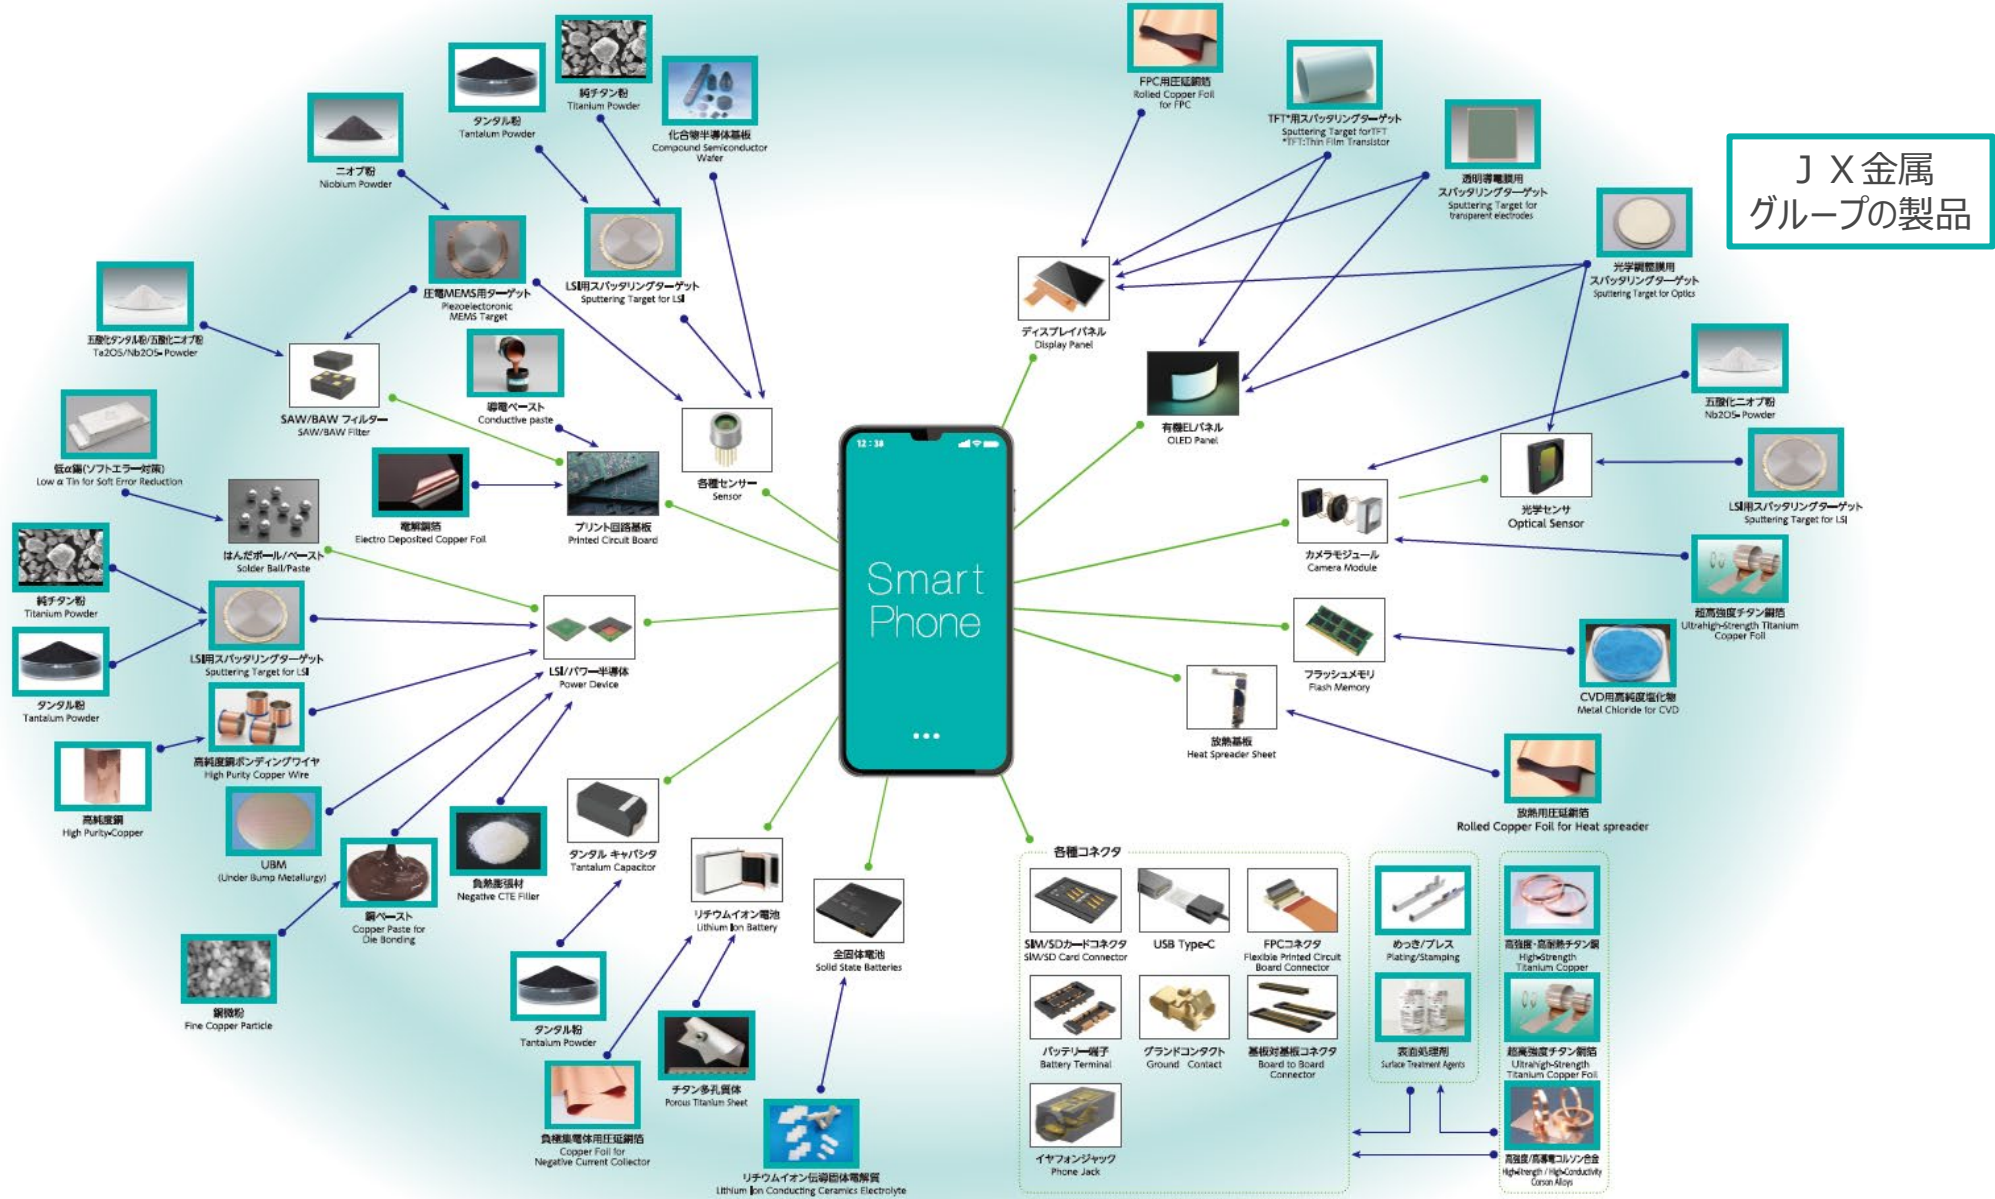 ＪＸ金属
グループの製品
純チタン粉
Titanium Powder
タンタル粉
Tantalum Powder
化合物半導体基板
Compound Semiconductor
Wafer
ニオブ粉
Niobium Powder
FPC用圧延銅箔
Rolled Copper Foil
for FPC
TFT*用スパッタリングターゲット
Sputtering Target forTFT
*TFT:Thin Film Transistor
透明導電膜用
スパッタリングターゲット
Sputtering Target for
transparent electrodes
光学調整膜用
スパッタリングターゲット
Sputtering Target for Optics
圧電MEMS用ターゲット
Piezoelectoronic
MEMS Target
LSI用スパッタリングターゲット
Sputtering Target for LSI
五酸化タンタル粉/五酸化ニオブ粉
Ta2O5/Nb2O5-Powder
SAW/BAW フィルター
SAW/BAW Filter
導電ペースト
Conductive paste
各種センサー
Sensor
ディスプレイパネル
Display Panel
有機ELパネル
OLED Panel
五酸化ニオブ粉
Nb2O5-Powder
低α錫(ソフトエラー対策)
Low α Tin for Soft Error Reduction
電解銅箔
Electro Deposited Copper Foil
プリント回路基板
Printed Circuit Board
12:38
Smart
Phone
光学センサ
Optical Sensor
LSI用スパッタリングターゲット
Sputtering Target for LSI
はんだボール/ペースト
Solder Ball/Paste
カメラモジュール
Camera Module
純チタン粉
Titanium Powder
超高強度チタン銅箔
Ultrahigh-Strength Titanium
Copper Foil
LSI用スパッタリングターゲット
Sputtering Target for LSI
LSI/パワー半導体
Power Device
フラッシュメモリ
Flash Memory
CVD用高純度塩化物
Metal Chloride for CVD
タンタル粉
Tantalum Powder
放熱基板
Heat Spreader Sheet
高純度銅ボンディングワイヤ
High Purity Copper Wire
高純度銅
High Purity-Copper
放熱用圧延銅箔
Rolled Copper Foil for Heat spreader
UBM
(Under Bump Metallurgy)
負熱膨張材
Negative CTE Filler
タンタル キャパシタ
Tantalum Capacitor
銅ペースト
Copper Paste for
Die Bonding
リチウムイオン電池
Lithium Ion Battery
全固体電池
Solid State Batteries
銅微粉
Fine Copper Particle
タンタル粉
Tantalum Powder
チタン多孔質体
Porous Titanium Sheet
負極集電体用圧延銅箔
Copper Foil for
Negative Current Collector
リチウムイオン伝導固体電解質
Lithium Ion Conducting Ceramics Electrolyte
各種コネクタ
SIM/SDカードコネクタ
SIM/SD Card Connector
USB Type-C
FPCコネクタ
Flexible Printed Circuit
Board Connector
バッテリー端子
Battery Terminal
グランドコンタクト
Ground Contact
基板対基板コネクタ
Board to Board
Connector
イヤフォンジャック
Phone Jack
めっき/プレス
Plating/Stamping
表面処理剤
Surface Treatment Agents
高強度・高耐熱チタン銅
High-Strength
Titanium Copper
超高強度チタン銅箔
Ultrahigh-Strength
Titanium Copper Foil
高強度/高導電コルソン合金
High-Strength / High-Conductivity
Corson Alloys